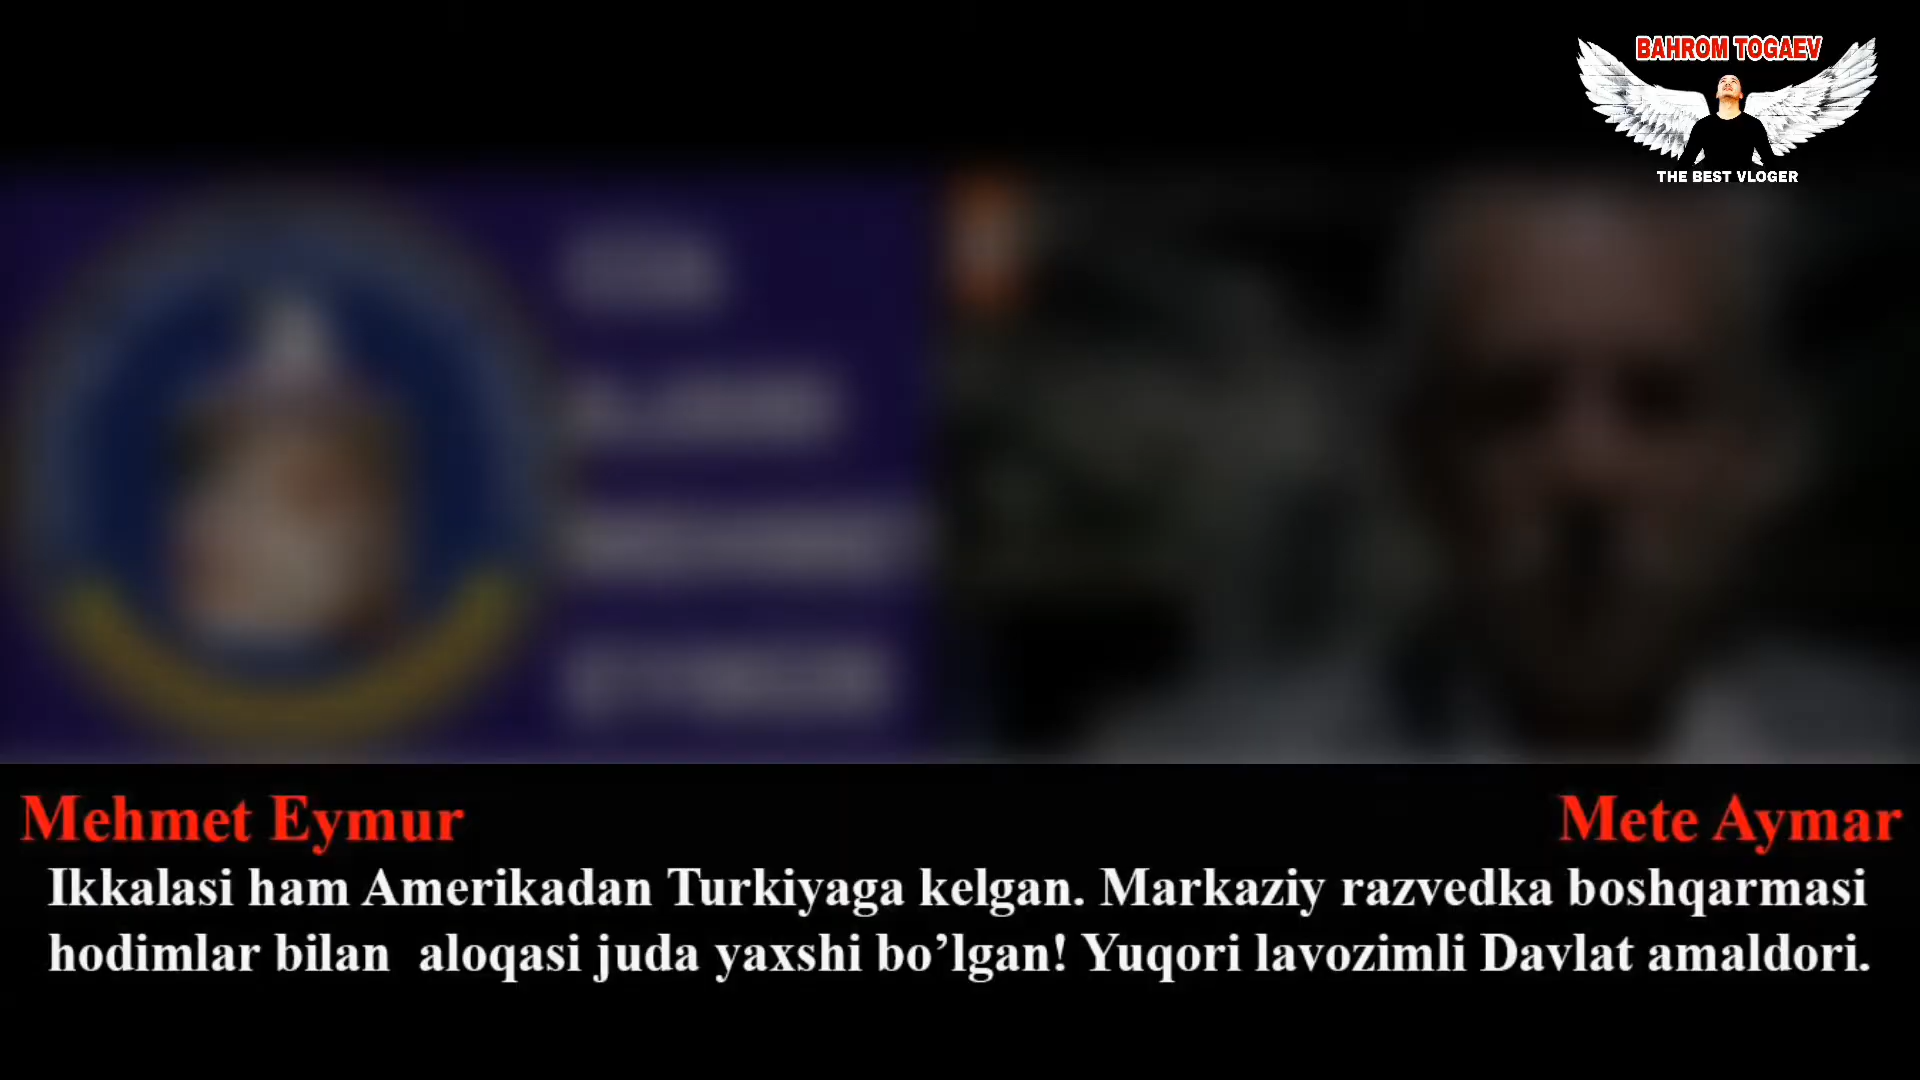 BAHROM TOGAEV
THE BEST VLOGER
Mehmet Eymur
Mete Aymar
Ikkalasi ham Amerikadan Turkiyaga kelgan. Markaziy razvedka boshqarmasi
hodimlar bilan  aloqasi juda yaxshi bo’lgan! Yuqori lavozimli Davlat amaldori.